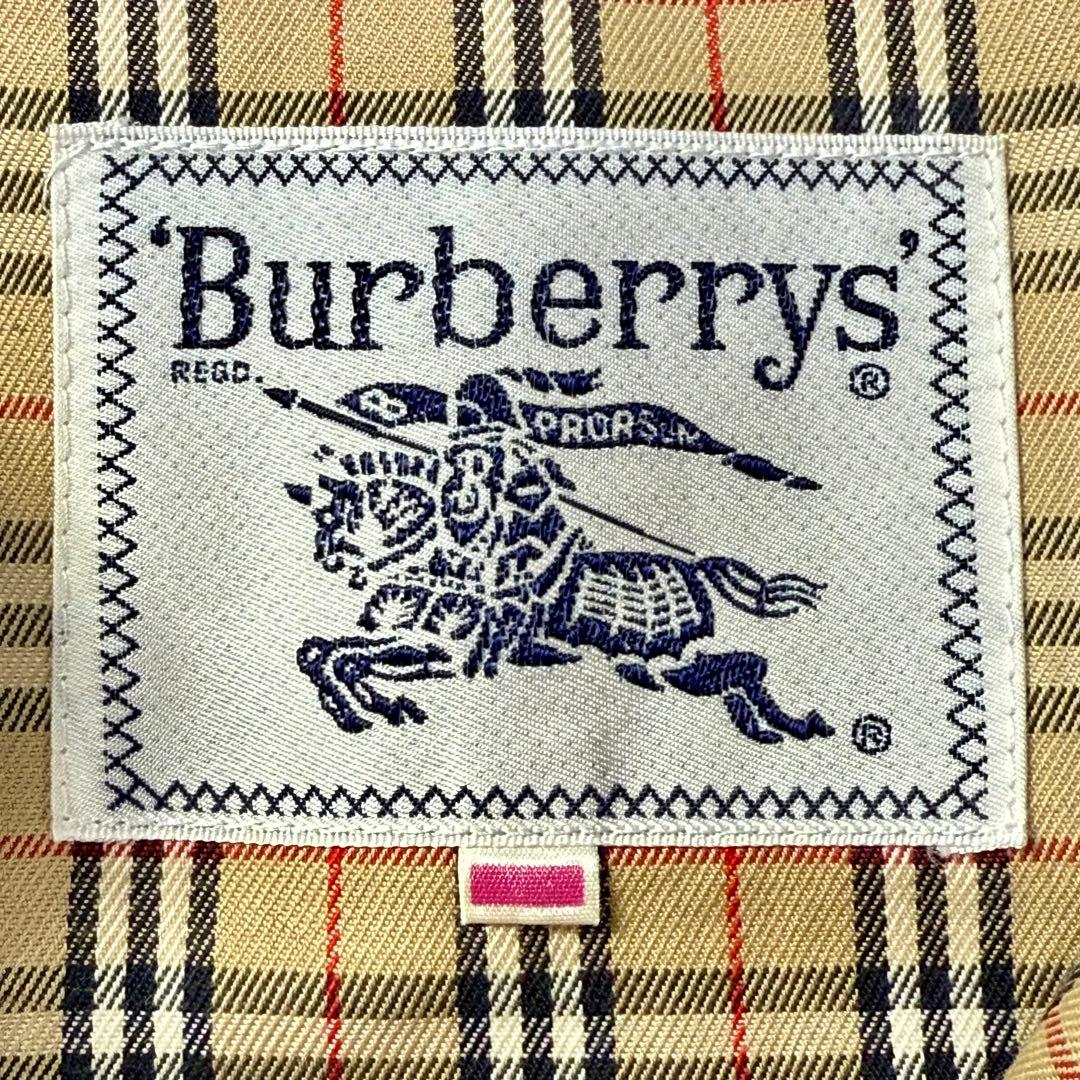 ‘Burberrys’
REGD. ®
PRORSUM
®